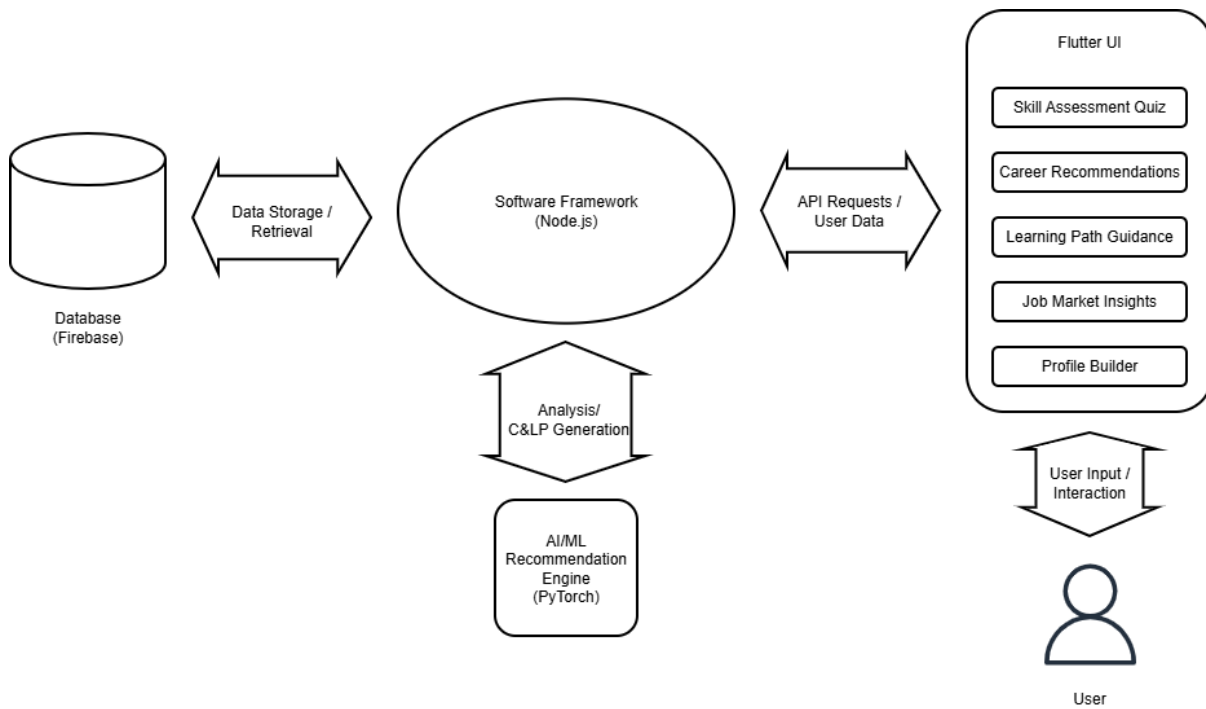 Flutter UI
Skill Assessment Quiz
Career Recommendations
Learning Path Guidance
Job Market Insights
Profile Builder
Software Framework
(Node.js)
Data Storage /
Retrieval
API Requests /
User Data
Database
(Firebase)
Analysis/
C&LP Generation
User Input /
Interaction
AI/ML
Recommendation
Engine
(PyTorch)
User